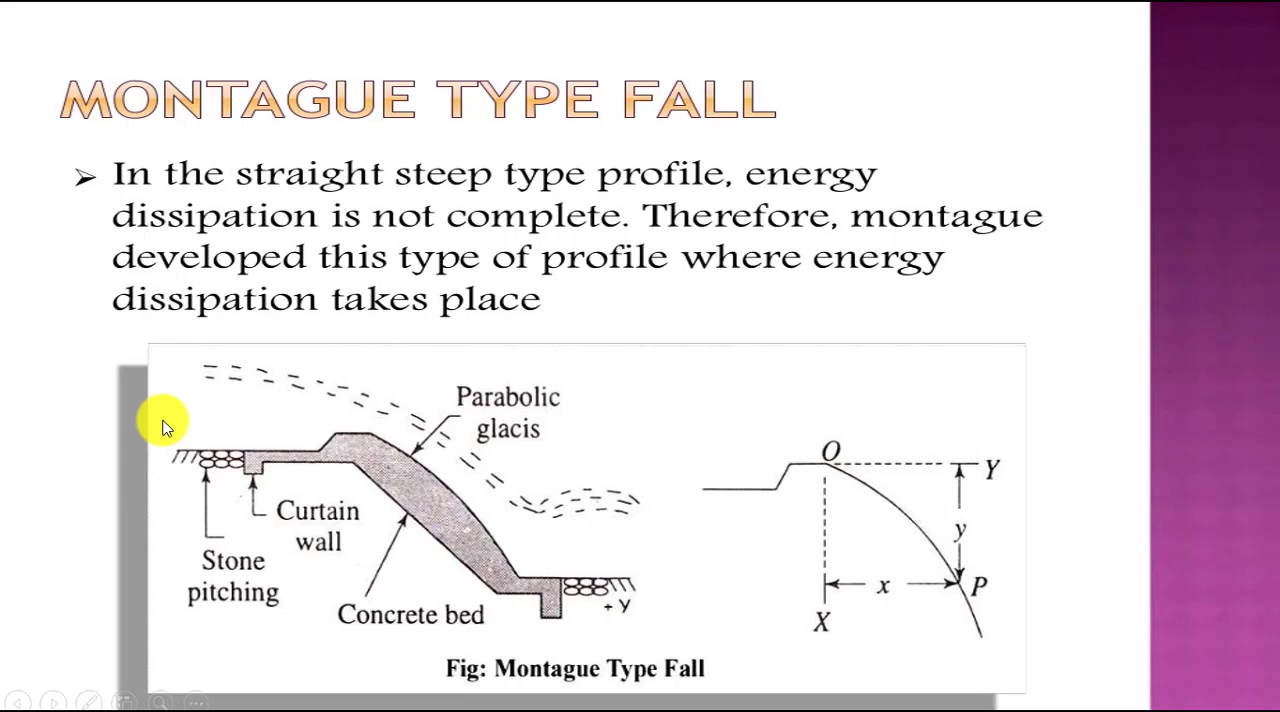 MONTAGUE TYPE FALL
➢ In the straight steep type profile, energy
dissipation is not complete. Therefore, montague
developed this type of profile where energy
dissipation takes place
Parabolic
glacis
Curtain
wall
Stone
pitching
Concrete bed
+ Y
O
Y
y
x
P
X
Fig: Montague Type Fall